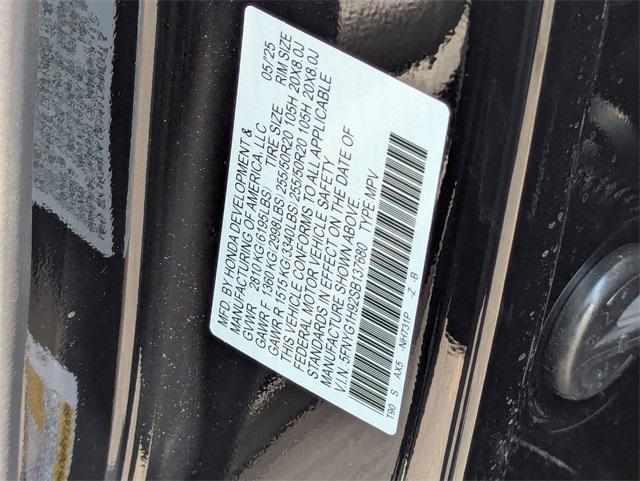 MFD BY HONDA DEVELOPMENT &
MANUFACTURING OF AMERICA, LLC 05/'25
GVWR 2810 KG(6195LBS) TIRE SIZE RIM SIZE
GAWR F 1360 KG(2998LBS) 255/50R20 105H 20X8.0J
GAWR R 1515 KG(3340LBS) 255/50R20 105H 20X8.0J
THIS VEHICLE CONFORMS TO ALL APPLICABLE
FEDERAL MOTOR VEHICLE SAFETY
STANDARDS IN EFFECT ON THE DATE OF
MANUFACTURE SHOWN ABOVE.
V.I.N. 5FNYG1H92SB137680 TYPE:MPV
T90 S AX5 NH731P -Z -B